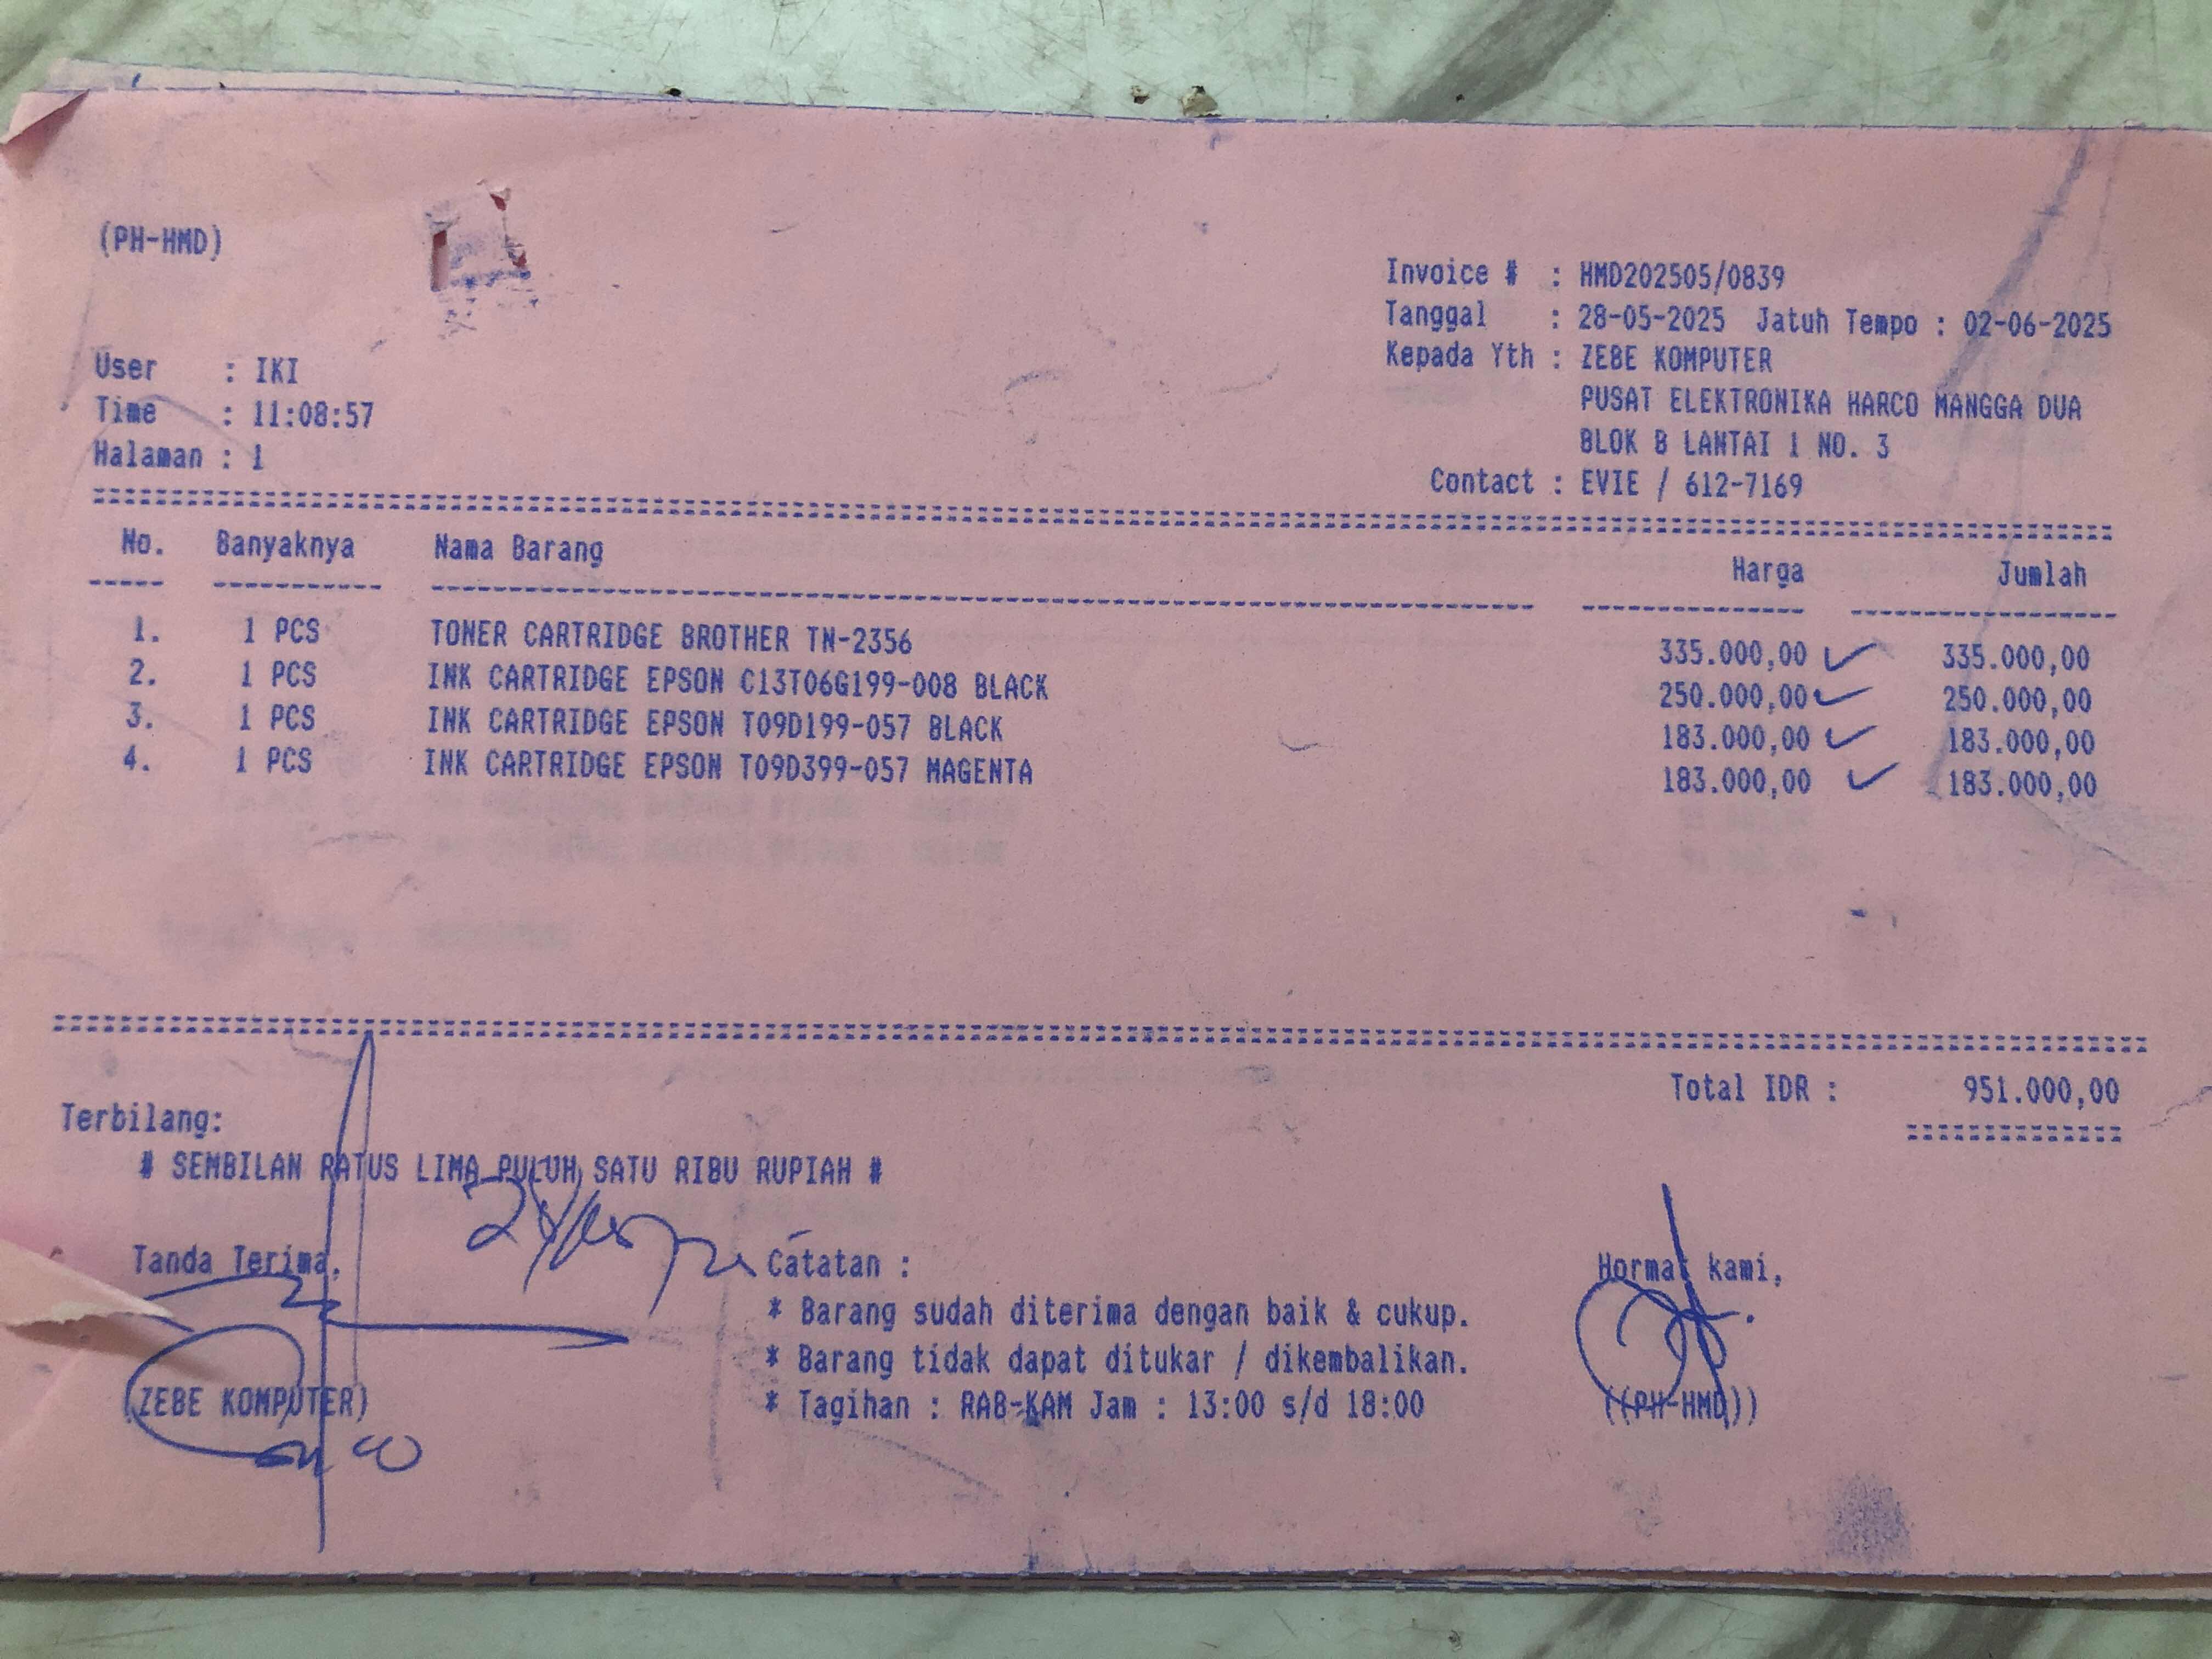 (PH-HMD)
Invoice # : HMD202505/0839
Tanggal : 28-05-2025 Jatuh Tempo : 02-06-2025
Kepada Yth : ZEBE KOMPUTER
PUSAT ELEKTRONIKA HARCO MANGGA DUA
BLOK B LANTAI 1 NO. 3
Contact : EVIE / 612-7169
User : IKI
Time : 11:08:57
Halaman : 1
No. Banyaknya Nama Barang Harga Jumlah
1. 1 PCS TONER CARTRIDGE BROTHER TN-2356 335.000,00 335.000,00
2. 1 PCS INK CARTRIDGE EPSON C13T06G199-008 BLACK 250.000,00 250.000,00
3. 1 PCS INK CARTRIDGE EPSON T09D199-057 BLACK 183.000,00 183.000,00
4. 1 PCS INK CARTRIDGE EPSON T09D399-057 MAGENTA 183.000,00 183.000,00
Total IDR : 951.000,00
Terbilang:
# SEMBILAN RATUS LIMA PULUH SATU RIBU RUPIAH #
Tanda Terima,
(ZEBE KOMPUTER)
Catatan :
* Barang sudah diterima dengan baik & cukup.
* Barang tidak dapat ditukar / dikembalikan.
* Tagihan : RAB-KAM Jam : 13:00 s/d 18:00
Hormat kami,
((PH-HMD))